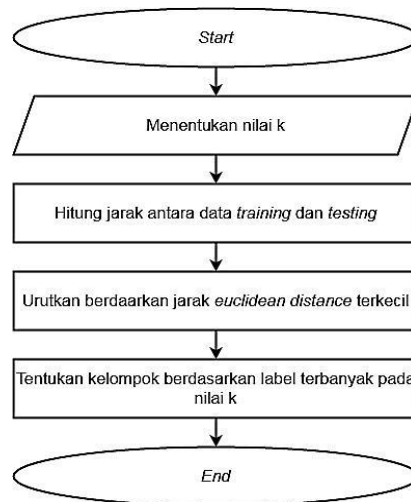 Start
Menentukan nilai k
Hitung jarak antara data training dan testing
Urutkan berdaarkan jarak euclidean distance terkecil
Tentukan kelompok berdasarkan label terbanyak pada
nilai k
End